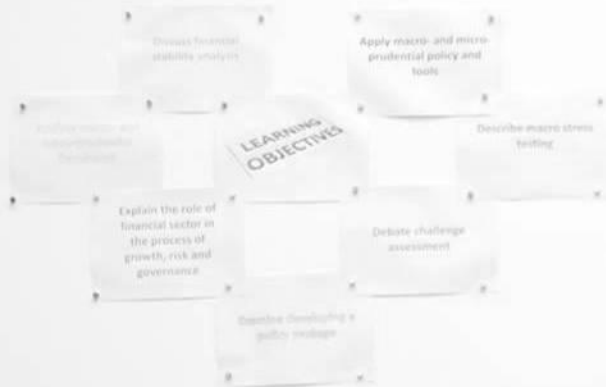 Discuss financial
stability analysis
Apply macro- and micro-
prudential policy and
tools
LEARNING
OBJECTIVES
Describe macro stress
testing
Explain the role of
financial sector in
the process of
growth, risk and
governance
Debate challenge
assessment
developing a
policy